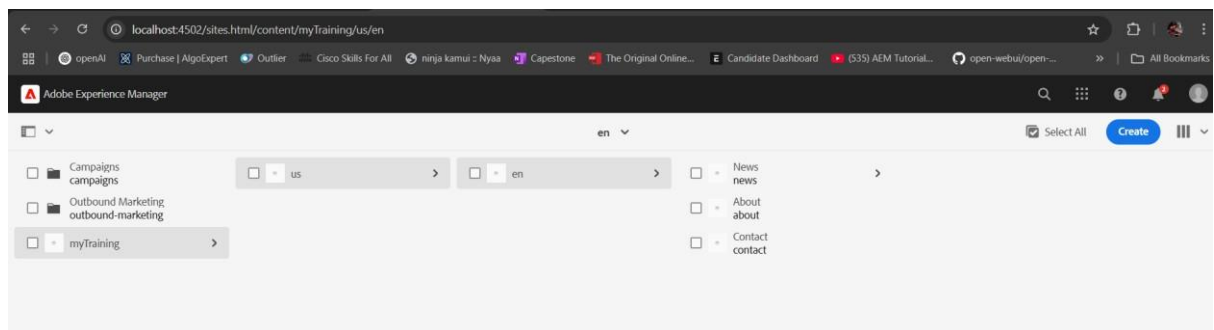 localhost:4502/sites.html/content/myTraining/us/en
openAI Purchase | AlgoExpert Outlier Cisco Skills For All ninja kamui :: Nyaa Capestone The Original Online... Candidate Dashboard (535) AEM Tutorial... open-webui/open-... » All Bookmarks
Adobe Experience Manager 2
en Select All Create
Campaigns
campaigns
Outbound Marketing
outbound-marketing
myTraining
us
en
News
news
About
about
Contact
contact